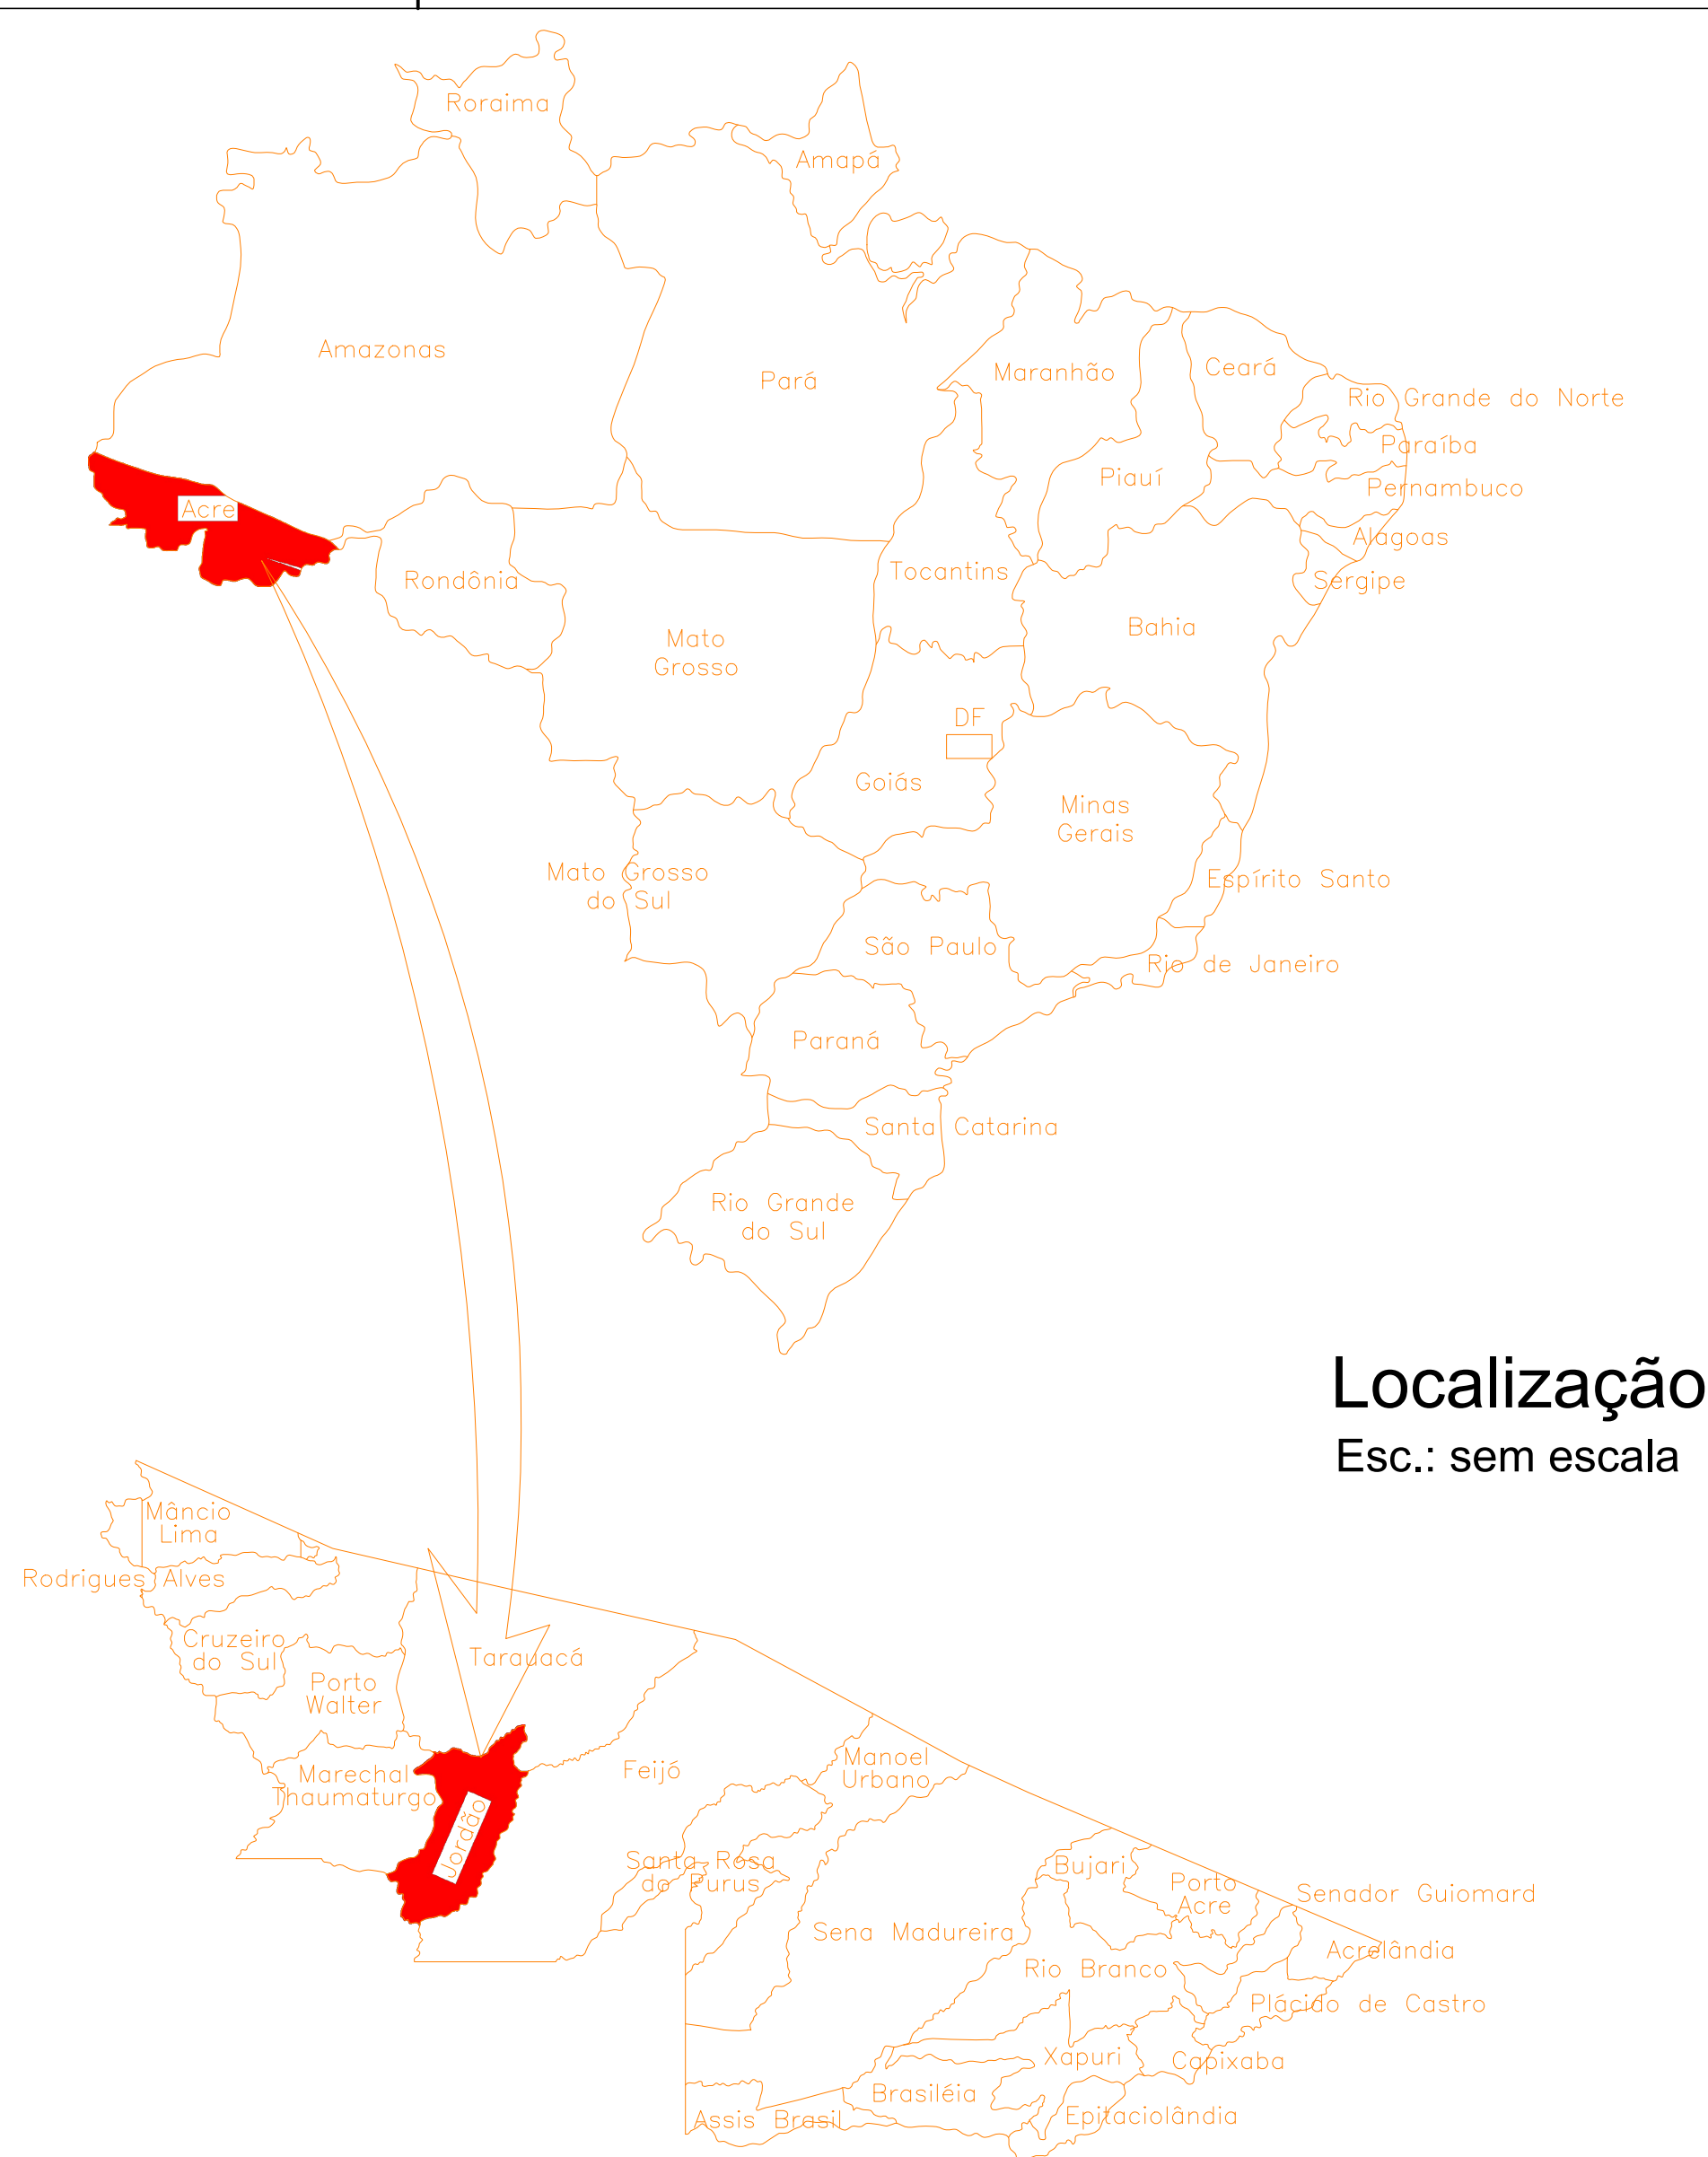 Roraima
Amapá
Amazonas
Pará
Maranhão
Ceará
Rio Grande do Norte
Paraíba
Piauí
Pernambuco
Acre
Alagoas
Tocantins
Rondônia
Sergipe
Bahia
Mato
Grosso
DF
Goiás
Minas
Gerais
Mato Grosso
do Sul
Espírito Santo
São Paulo
Rio de Janeiro
Paraná
Santa Catarina
Rio Grande
do Sul
Localização
Esc.: sem escala
Mâncio
Lima
Rodrigues Alves
Cruzeiro
do Sul
Tarauacá
Porto
Walter
Manoel
Urbano
Feijó
Marechal
Thaumaturgo
Jordão
Santa Rosa
do Purus
Bujari
Porto
Acre
Senador Guiomard
Sena Madureira
Acrelândia
Rio Branco
Plácido de Castro
Xapuri
Capixaba
Brasiléia
Assis Brasil
Epitaciolândia